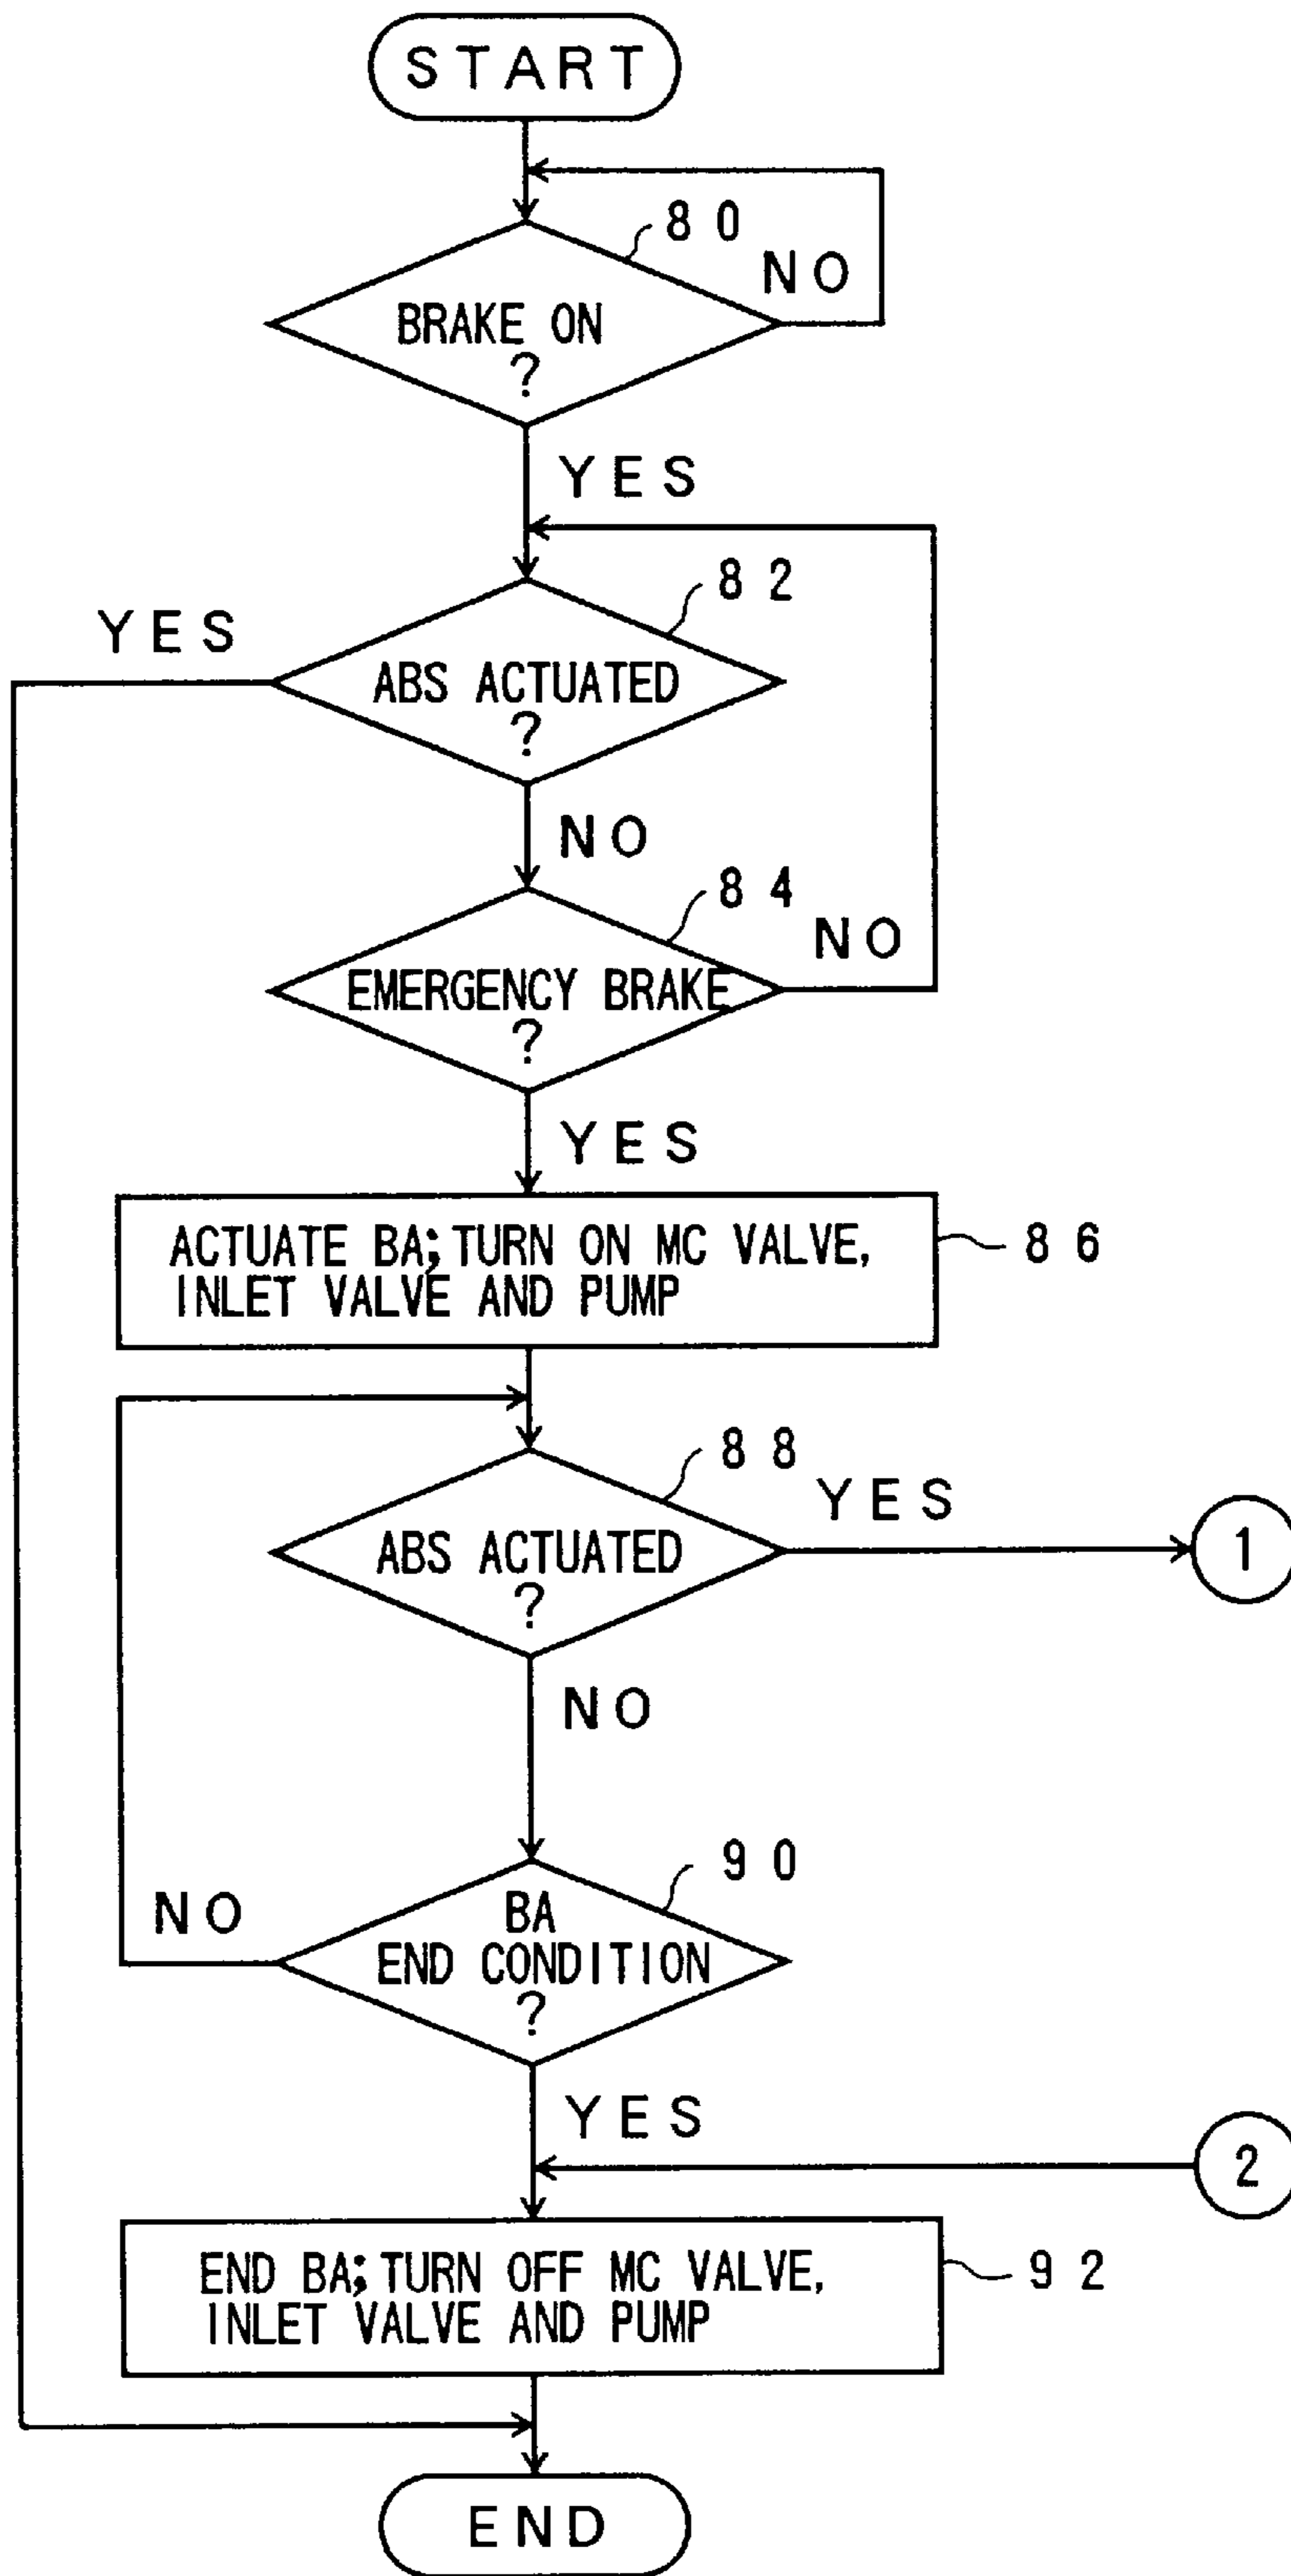 START
80
NO
BRAKE ON
?
YES
82
YES
ABS ACTUATED
?
NO
84
NO
EMERGENCY BRAKE
?
YES
ACTUATE BA;TURN ON MC VALVE,
INLET VALVE AND PUMP
86
88
YES
ABS ACTUATED
?
1
NO
90
NO
BA
END CONDITION
?
YES
2
END BA;TURN OFF MC VALVE,
INLET VALVE AND PUMP
92
END